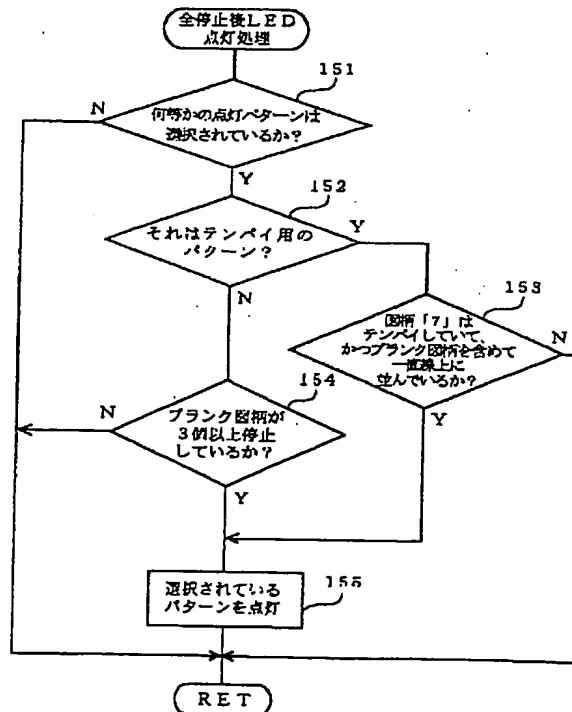 全停止後LED
点灯処理
151
何等かの点灯パターンは
選択されているか?
N
Y
152
それはテンパイ用の
パターン?
Y
N
153
図柄「7」は
テンパイしていて、
かつブランク図柄を含めて
一直線上に
並んでいるか?
N
Y
154
ブランク図柄が
3個以上停止
しているか?
N
Y
選択されている
パターンを点灯
155
RET